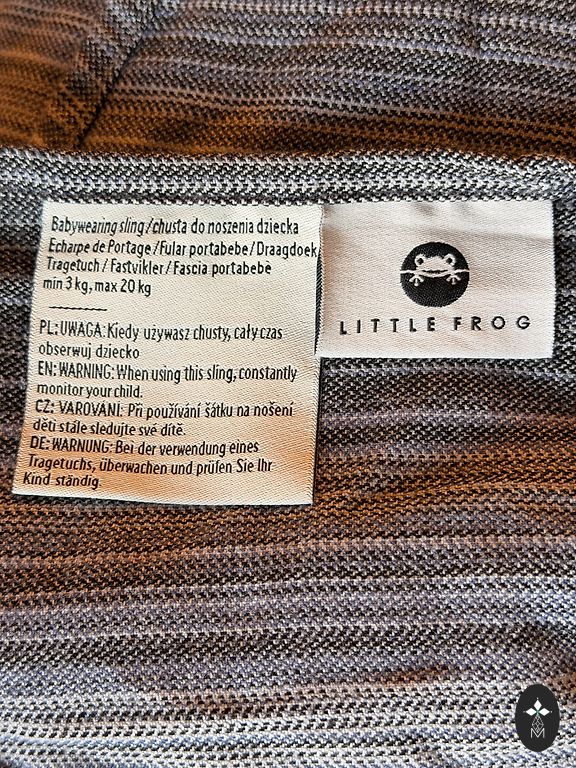 Babywearing sling / chusta do noszenia dziecka
Echarpe de Portage / Fular portabebe / Draagdoek
Tragetuch / Fastvikler / Fascia portabebè
min 3 kg, max 20 kg
PL: UWAGA: Kiedy używasz chusty, cały czas
obserwuj dziecko
EN: WARNING: When using this sling, constantly
monitor your child.
CZ: VAROVÁNÍ: Při používání šátku na nošení
děti stále sledujte své dítě.
DE: WARNUNG: Bei der verwendung eines
Tragetuchs, überwachen und prüfen Sie Ihr
Kind ständig.
LITTLE FROG
M